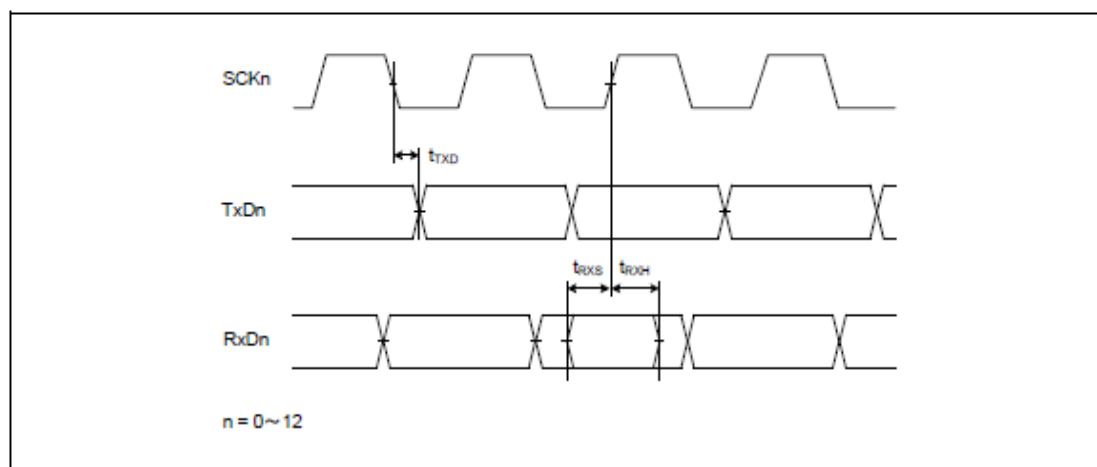 SCKn
tTXD
TxDn
tRXS tRXH
RxDn
n = 0～12